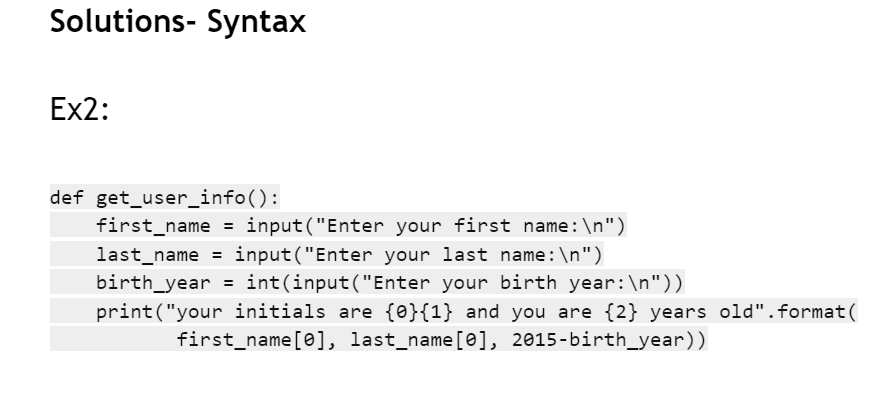 Solutions- Syntax
Ex2:
def get_user_info():
    first_name = input("Enter your first name:\n")
    last_name = input("Enter your last name:\n")
    birth_year = int(input("Enter your birth year:\n"))
    print("your initials are {0}{1} and you are {2} years old".format(
           first_name[0], last_name[0], 2015-birth_year))